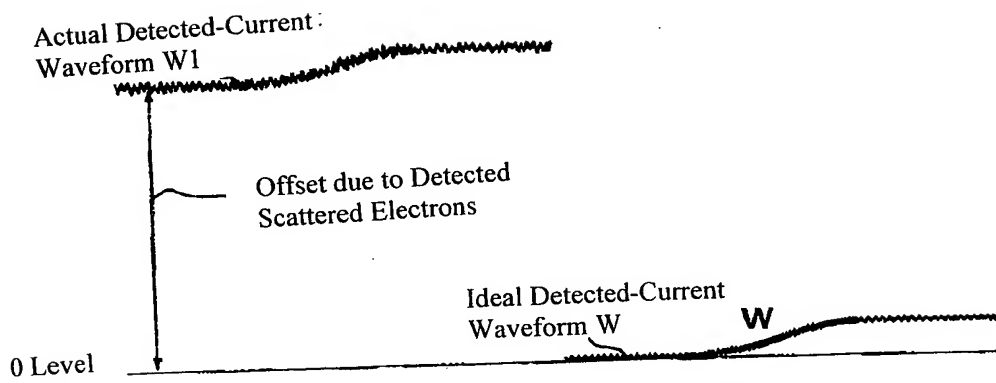 Actual Detected-Current
Waveform W1
Offset due to Detected
Scattered Electrons
Ideal Detected-Current
Waveform W
W
0 Level